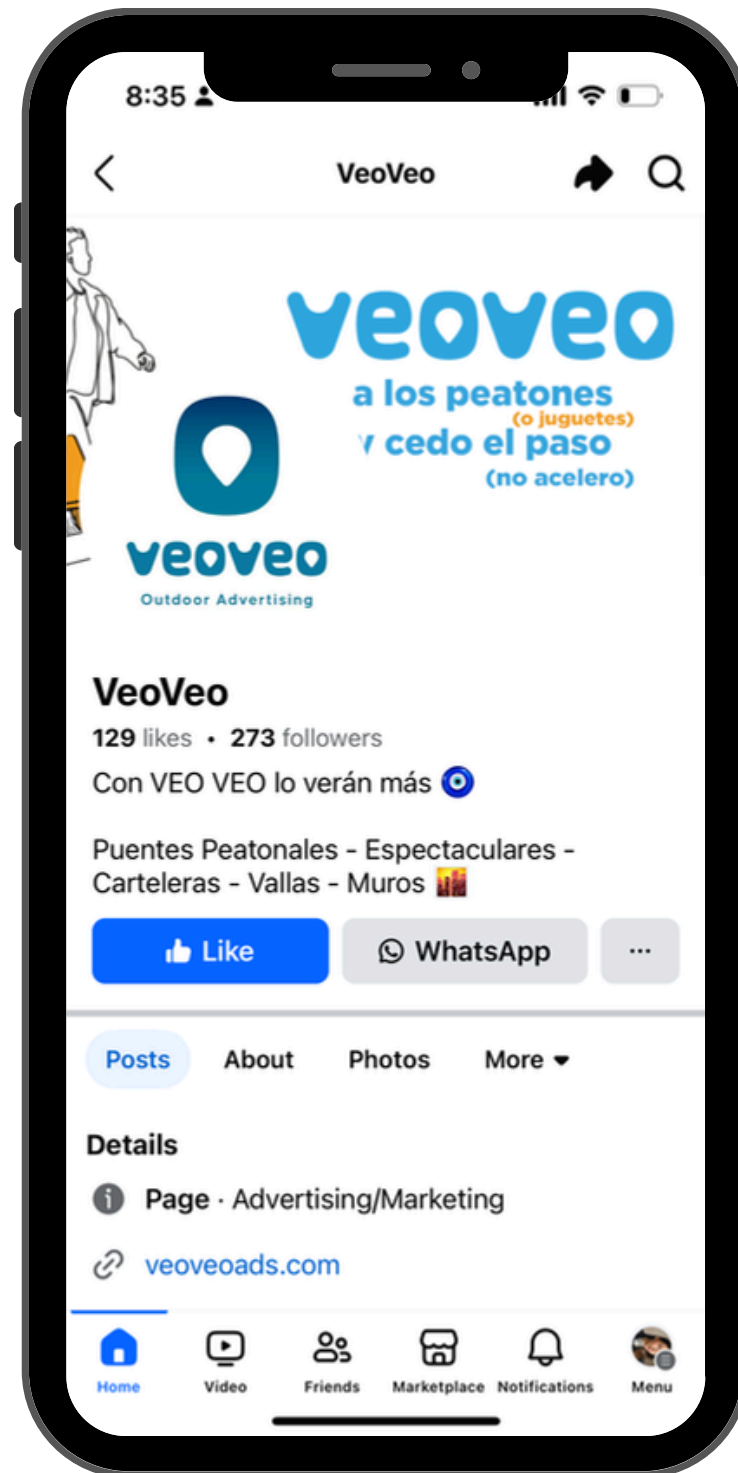 8:35
VeoVeo
veoveo
a los peatones
(o juguetes)
y cedo el paso
(no acelero)
veoveo
Outdoor Advertising
VeoVeo
129 likes • 273 followers
Con VEO VEO lo verán más 🧿
Puentes Peatonales - Espectaculares -
Carteleras - Vallas - Muros 🌇
Like
WhatsApp
...
Posts
About
Photos
More
Details
Page · Advertising/Marketing
veoveoads.com
Home
Video
Friends
Marketplace
Notifications
Menu